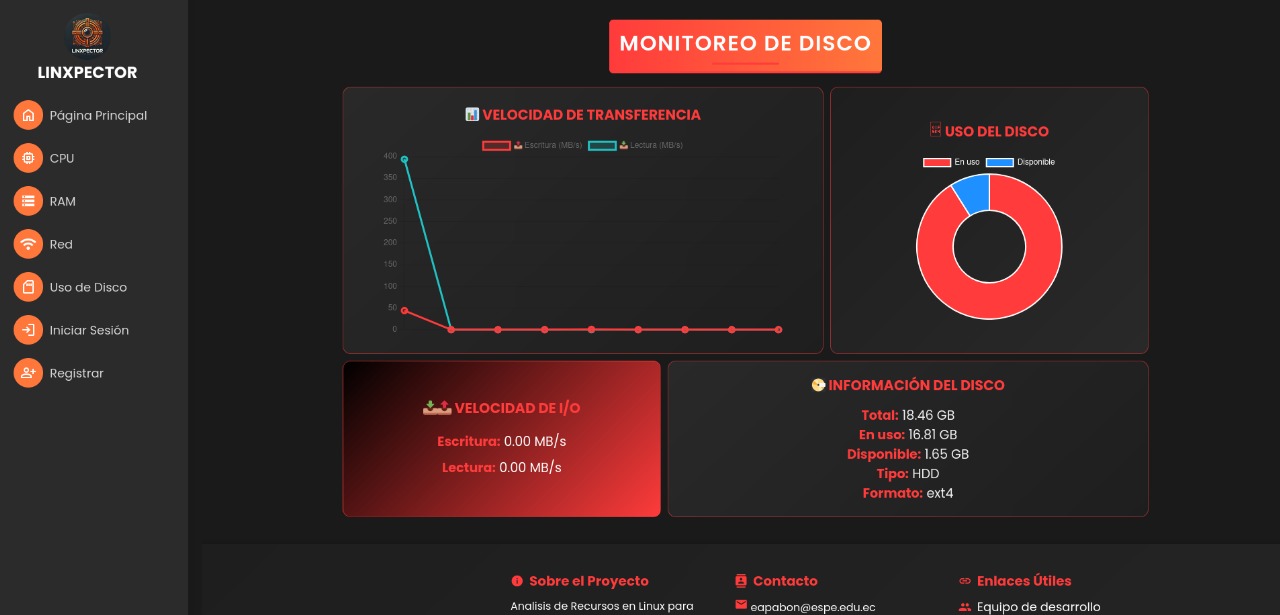 LINXPECTOR
LINXPECTOR
Página Principal
CPU
RAM
Red
Uso de Disco
Iniciar Sesión
Registrar
MONITOREO DE DISCO
VELOCIDAD DE TRANSFERENCIA
Escritura (MB/s) Lectura (MB/s)
400
350
300
250
200
150
100
50
0
USO DEL DISCO
En uso Disponible
VELOCIDAD DE I/O
Escritura: 0.00 MB/s
Lectura: 0.00 MB/s
INFORMACIÓN DEL DISCO
Total: 18.46 GB
En uso: 16.81 GB
Disponible: 1.65 GB
Tipo: HDD
Formato: ext4
Sobre el Proyecto
Analisis de Recursos en Linux para
Contacto
eapabon@espe.edu.ec
Enlaces Útiles
Equipo de desarrollo